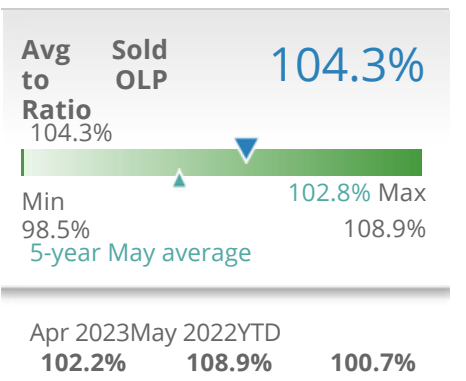 Avg Sold 104.3%
to OLP
Ratio
104.3%
102.8% Max
Min
98.5% 108.9%
5-year May average
Apr 2023May 2022YTD
102.2% 108.9% 100.7%